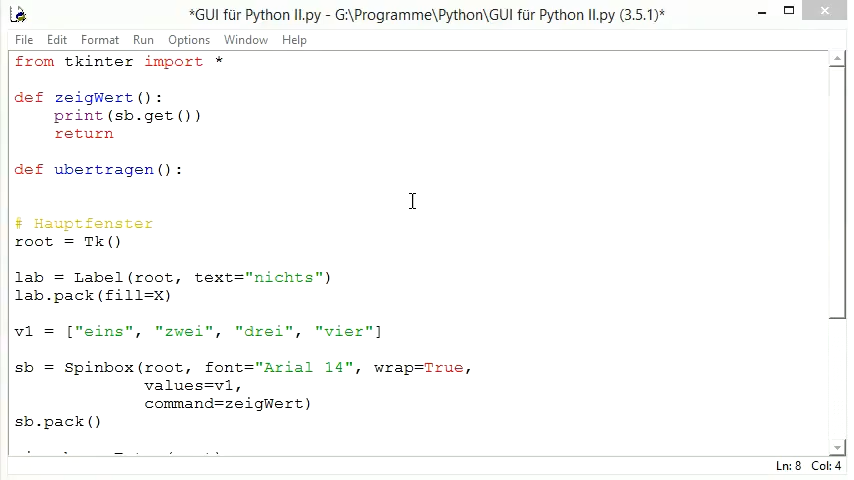 *GUI für Python II.py - G:\Programme\Python\GUI für Python II.py (3.5.1)*
File Edit Format Run Options Window Help
from tkinter import *
def zeigWert():
    print(sb.get())
    return
def ubertragen():
# Hauptfenster
root = Tk()
lab = Label(root, text="nichts")
lab.pack(fill=X)
v1 = ["eins", "zwei", "drei", "vier"]
sb = Spinbox(root, font="Arial 14", wrap=True,
             values=v1,
             command=zeigWert)
sb.pack()
Ln: 8 Col: 4